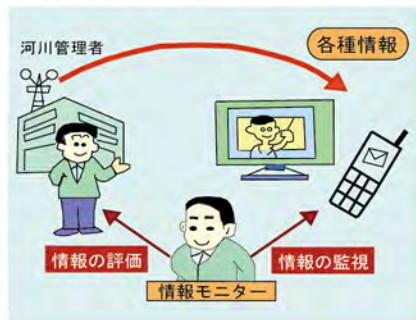 河川管理者
各種情報
情報の評価
情報の監視
情報モニター